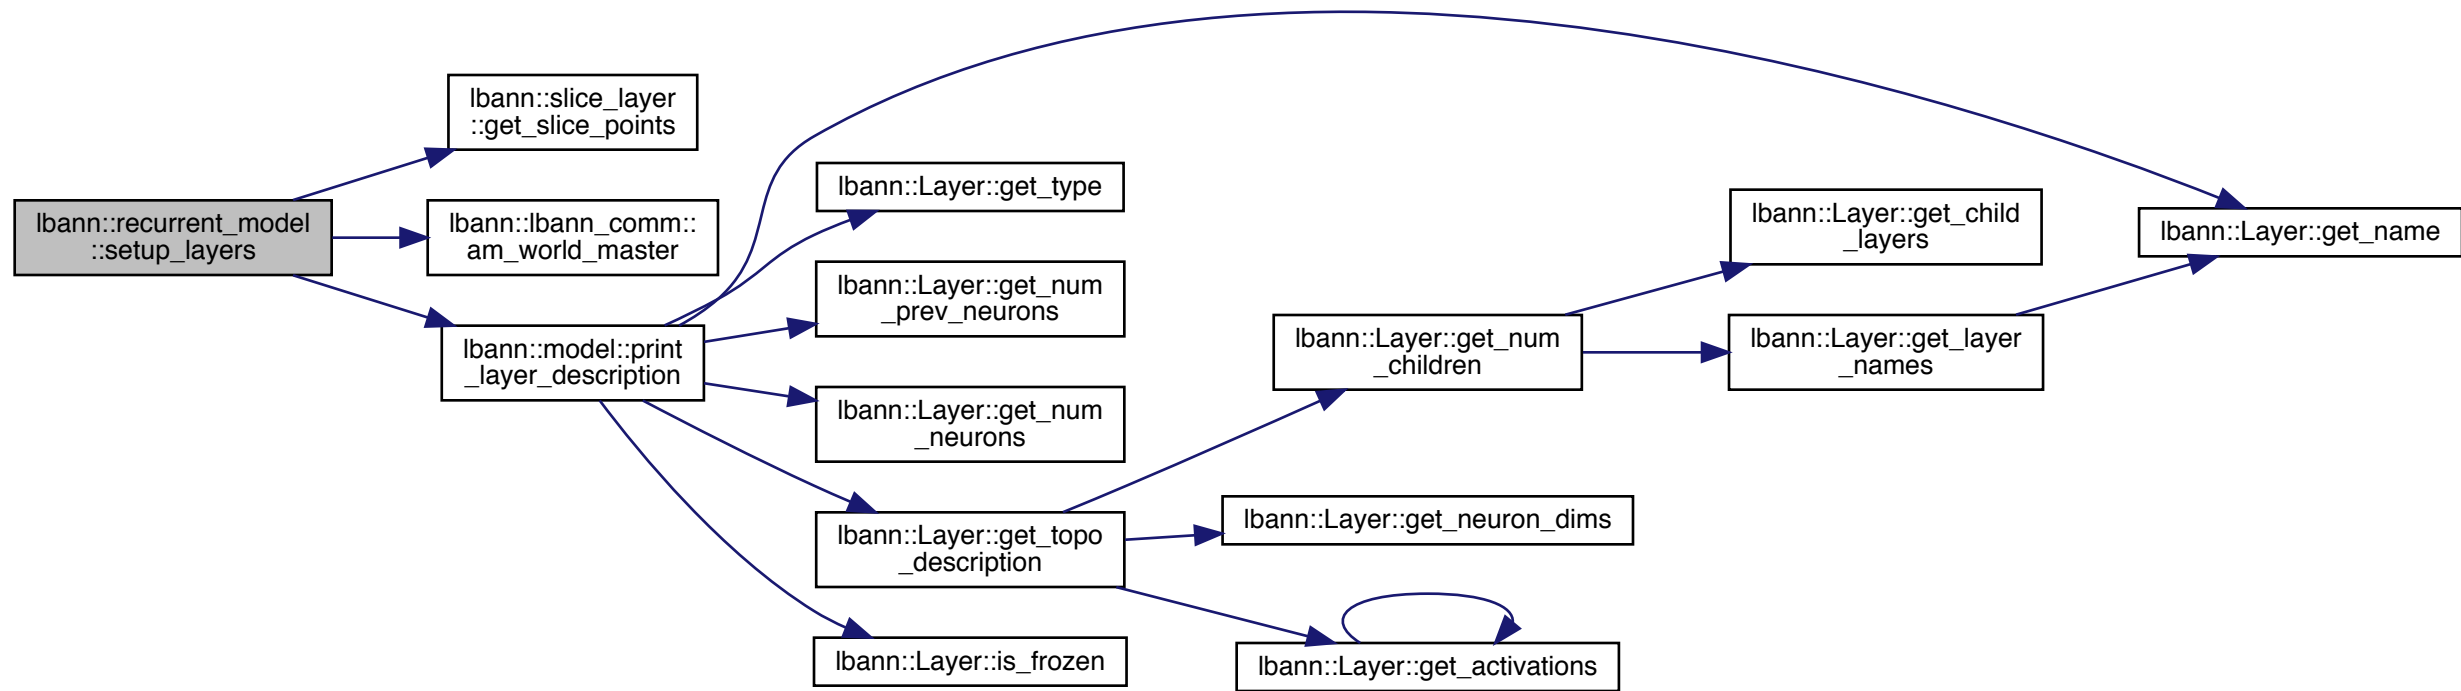 lbann::recurrent_model
::setup_layers
lbann::slice_layer
::get_slice_points
lbann::lbann_comm::
am_world_master
lbann::model::print
_layer_description
lbann::Layer::get_type
lbann::Layer::get_num
_prev_neurons
lbann::Layer::get_num
_neurons
lbann::Layer::get_topo
_description
lbann::Layer::is_frozen
lbann::Layer::get_num
_children
lbann::Layer::get_neuron_dims
lbann::Layer::get_activations
lbann::Layer::get_child
_layers
lbann::Layer::get_layer
_names
lbann::Layer::get_name